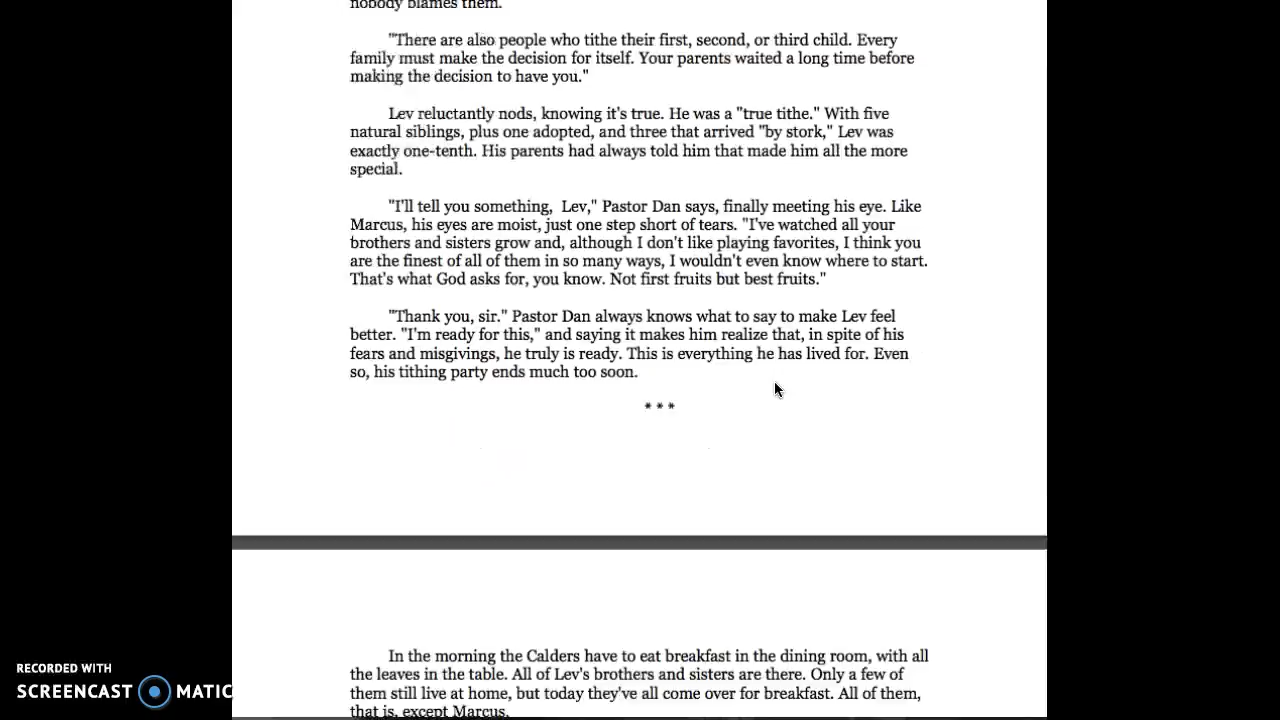 nobody blames them.
"There are also people who tithe their first, second, or third child. Every
family must make the decision for itself. Your parents waited a long time before
making the decision to have you."
Lev reluctantly nods, knowing it's true. He was a "true tithe." With five
natural siblings, plus one adopted, and three that arrived "by stork," Lev was
exactly one-tenth. His parents had always told him that made him all the more
special.
"I'll tell you something,  Lev," Pastor Dan says, finally meeting his eye. Like
Marcus, his eyes are moist, just one step short of tears. "I've watched all your
brothers and sisters grow and, although I don't like playing favorites, I think you
are the finest of all of them in so many ways, I wouldn't even know where to start.
That's what God asks for, you know. Not first fruits but best fruits."
"Thank you, sir." Pastor Dan always knows what to say to make Lev feel
better. "I'm ready for this," and saying it makes him realize that, in spite of his
fears and misgivings, he truly is ready. This is everything he has lived for. Even
so, his tithing party ends much too soon.
* * *
In the morning the Calders have to eat breakfast in the dining room, with all
the leaves in the table. All of Lev's brothers and sisters are there. Only a few of
them still live at home, but today they've all come over for breakfast. All of them,
that is, except Marcus.
RECORDED WITH
SCREENCAST MATIC